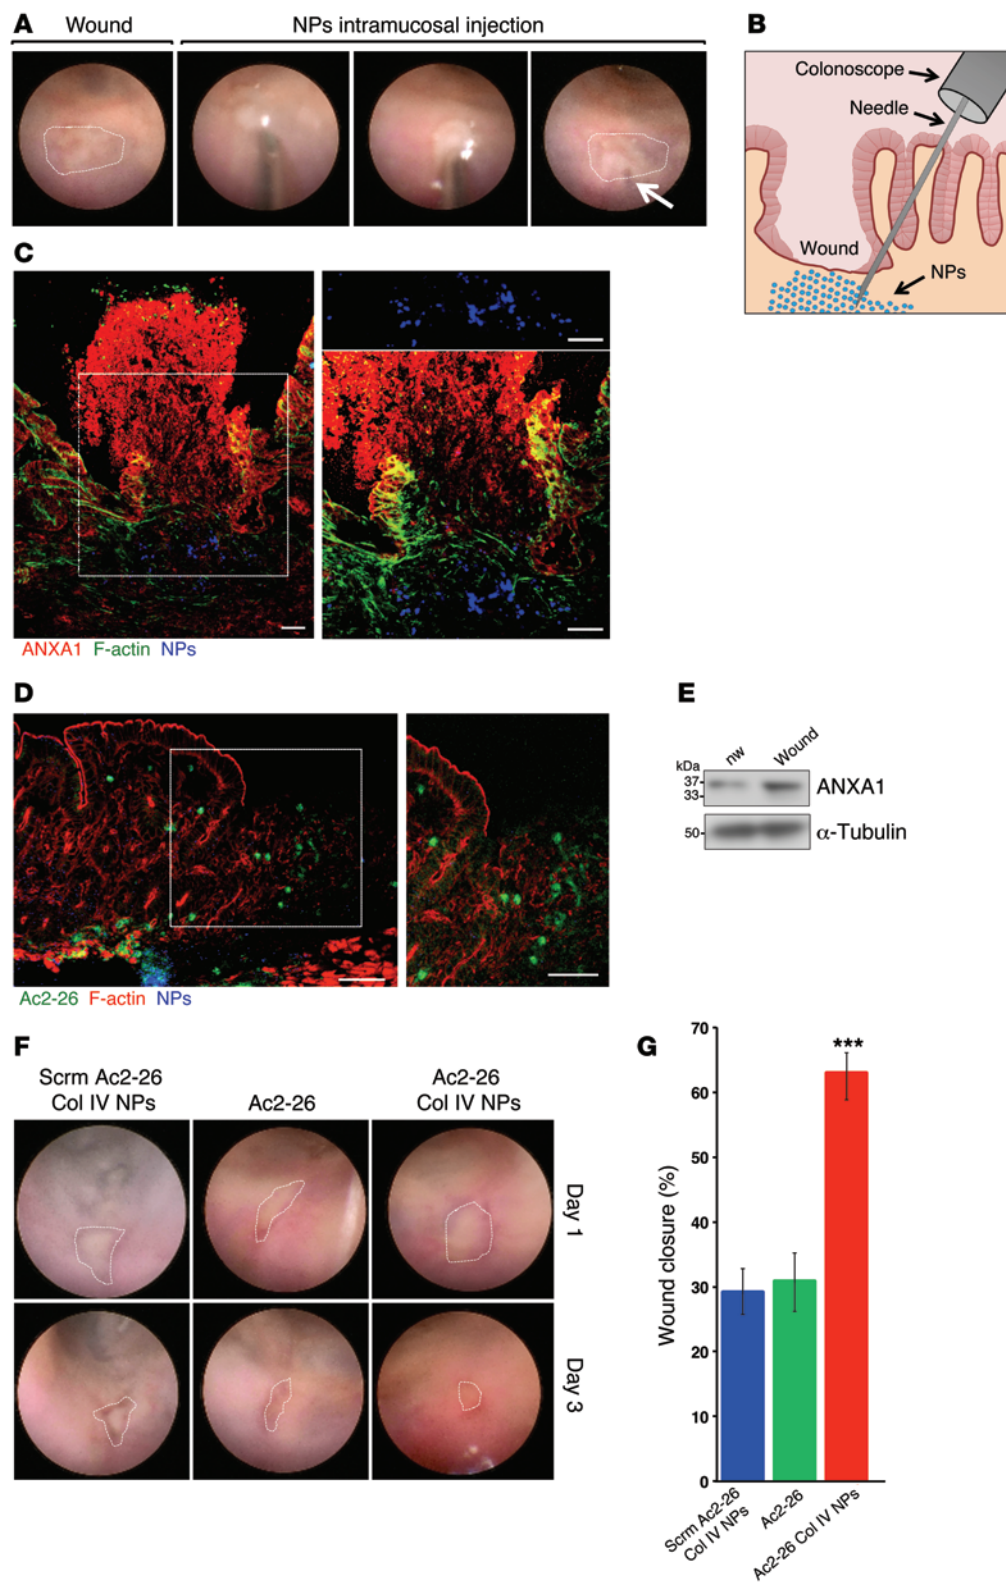 A
Wound
NPs intramucosal injection
B
Colonoscope
Needle
Wound
NPs
C
ANXA1 F-actin NPs
D
Ac2-26 F-actin NPs
E
nw
Wound
kDa
37
33
ANXA1
50
α-Tubulin
F
Scrm Ac2-26
Col IV NPs
Ac2-26
Ac2-26
Col IV NPs
Day 1
Day 3
G
Wound closure (%)
70
60
50
40
30
20
10
0
***
Scrm Ac2-26
Col IV NPs
Ac2-26
Ac2-26 Col IV NPs